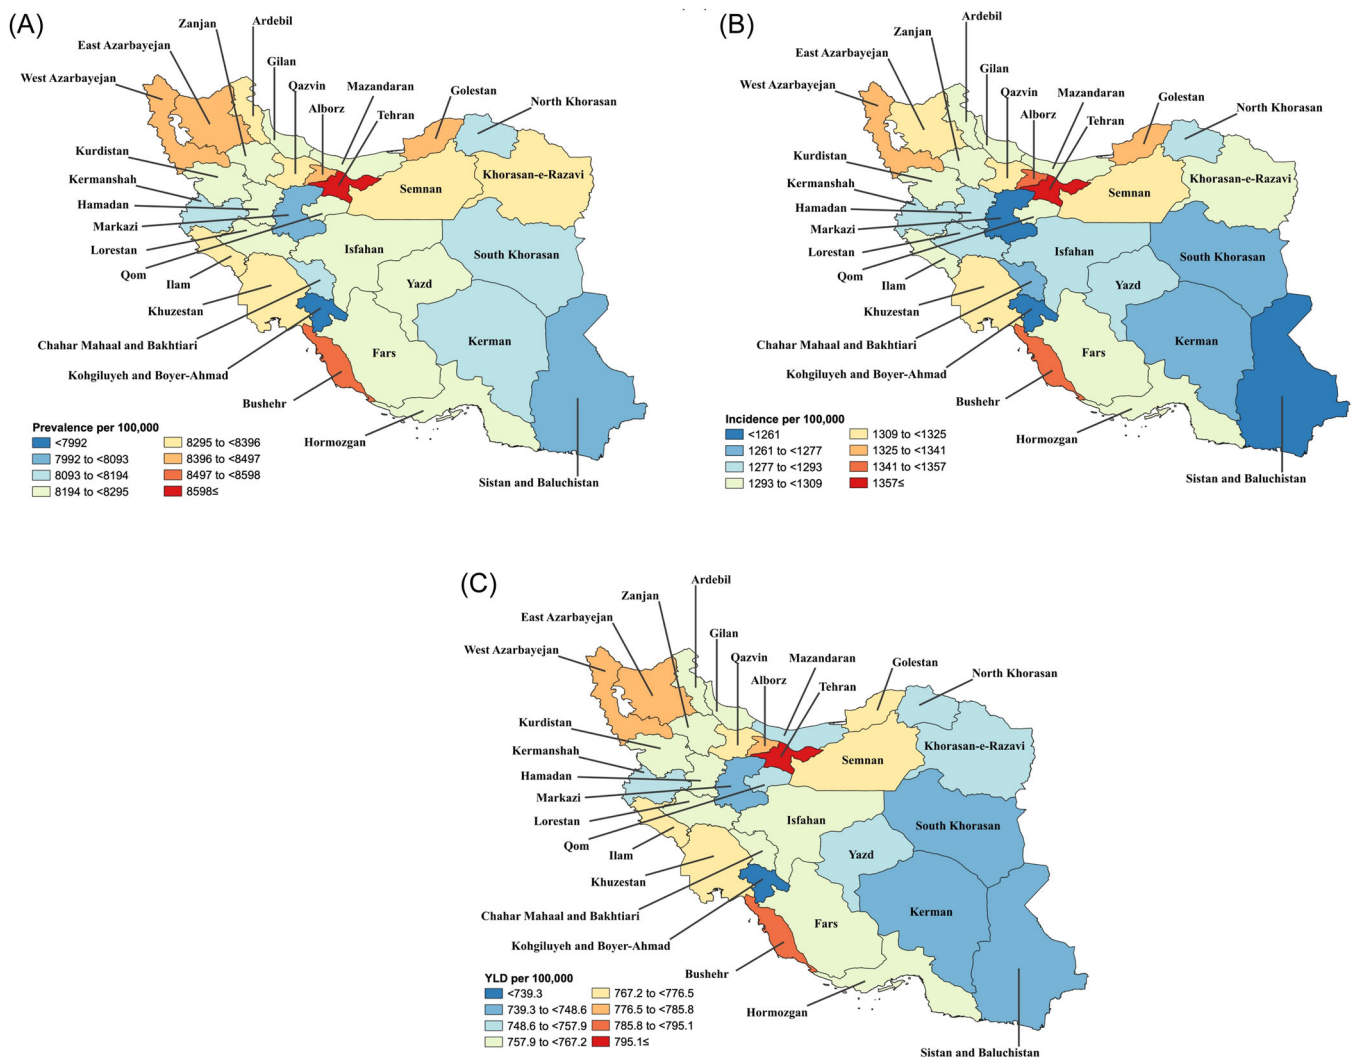 (A)
Zanjan
Ardebil
East Azarbayejan
Gilan
West Azarbayejan
Qazvin
Mazandaran
Alborz
Golestan
Tehran
North Khorasan
Kurdistan
Kermanshah
Semnan
Khorasan-e-Razavi
Hamadan
Markazi
Lorestan
Isfahan
South Khorasan
Qom
Ilam
Yazd
Khuzestan
Chahar Mahaal and Bakhtiari
Fars
Kerman
Kohgiluyeh and Boyer-Ahmad
Bushehr
Hormozgan
Sistan and Baluchistan
Prevalence per 100,000
<7992
7992 to <8093
8093 to <8194
8194 to <8295
8295 to <8396
8396 to <8497
8497 to <8598
8598≤
(B)
Zanjan
Ardebil
East Azarbayejan
Gilan
West Azarbayejan
Qazvin
Mazandaran
Alborz
Golestan
Tehran
North Khorasan
Kurdistan
Kermanshah
Semnan
Khorasan-e-Razavi
Hamadan
Markazi
Lorestan
Isfahan
South Khorasan
Qom
Ilam
Yazd
Khuzestan
Chahar Mahaal and Bakhtiari
Fars
Kerman
Kohgiluyeh and Boyer-Ahmad
Bushehr
Hormozgan
Sistan and Baluchistan
Incidence per 100,000
<1261
1261 to <1277
1277 to <1293
1293 to <1309
1309 to <1325
1325 to <1341
1341 to <1357
1357≤
(C)
Ardebil
Zanjan
East Azarbayejan
Gilan
West Azarbayejan
Qazvin
Mazandaran
Alborz
Golestan
Tehran
North Khorasan
Kurdistan
Kermanshah
Semnan
Khorasan-e-Razavi
Hamadan
Markazi
Lorestan
Isfahan
South Khorasan
Qom
Ilam
Yazd
Khuzestan
Chahar Mahaal and Bakhtiari
Fars
Kerman
Kohgiluyeh and Boyer-Ahmad
Bushehr
Hormozgan
Sistan and Baluchistan
YLD per 100,000
<739.3
739.3 to <748.6
748.6 to <757.9
757.9 to <767.2
767.2 to <776.5
776.5 to <785.8
785.8 to <795.1
795.1≤